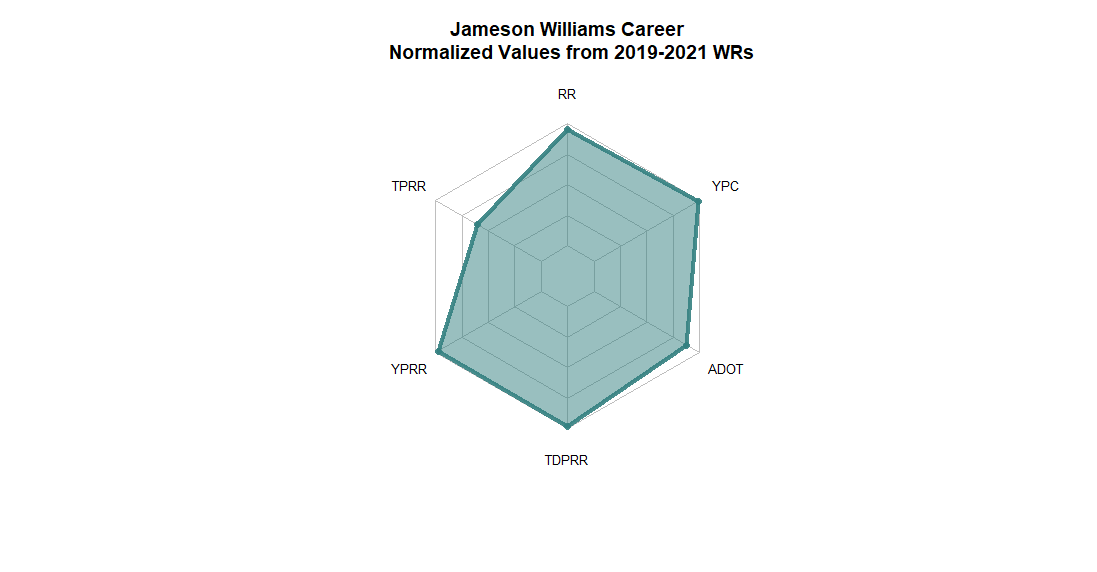 Jameson Williams Career
Normalized Values from 2019-2021 WRs
RR
TPRR
YPC
YPRR
ADOT
TDPRR